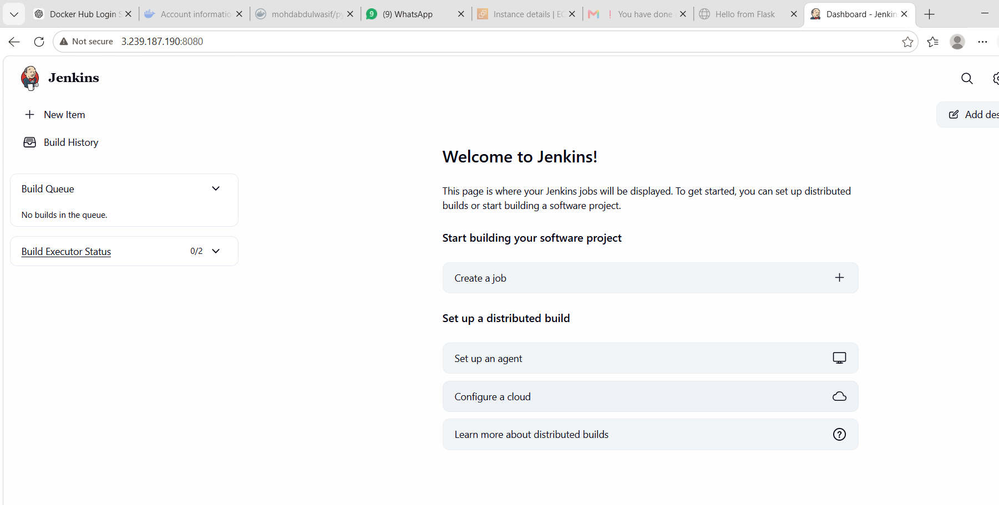 Docker Hub Login S
Account informatio
mohdabdulwasif/py
9
(9) WhatsApp
Instance details | EC
! You have done
Hello from Flask
Dashboard - Jenkin
Not secure
3.239.187.190:8080
Jenkins
New Item
Add des
Build History
Welcome to Jenkins!
Build Queue
No builds in the queue.
Build Executor Status
0/2
This page is where your Jenkins jobs will be displayed. To get started, you can set up distributed
builds or start building a software project.
Start building your software project
Create a job
Set up a distributed build
Set up an agent
Configure a cloud
Learn more about distributed builds